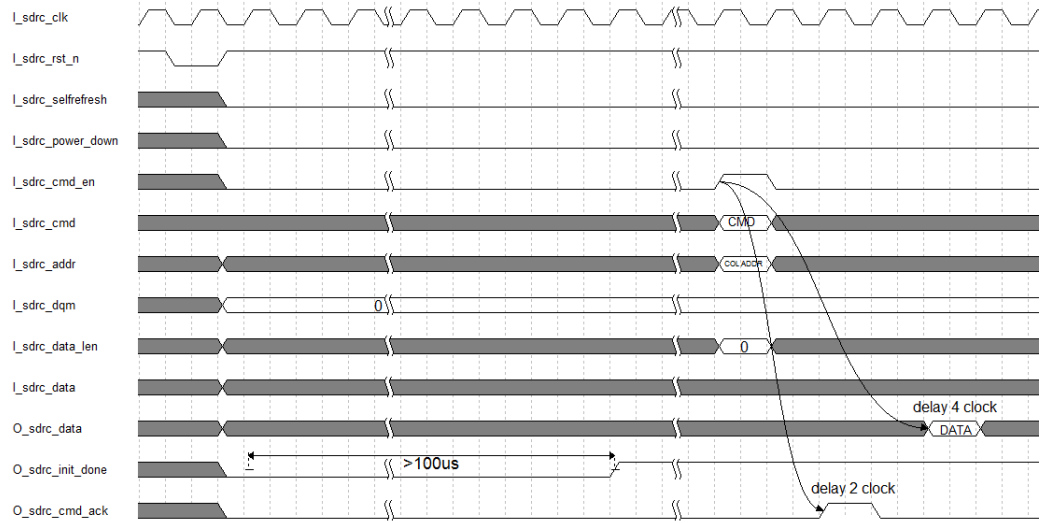 I_sdrc_clk
I_sdrc_rst_n
I_sdrc_selfrefresh
I_sdrc_power_down
I_sdrc_cmd_en
I_sdrc_cmd
CMD
I_sdrc_addr
COL ADDR
I_sdrc_dqm
0
I_sdrc_data_len
0
I_sdrc_data
delay 4 clock
O_sdrc_data
DATA
O_sdrc_init_done
>100us
delay 2 clock
O_sdrc_cmd_ack